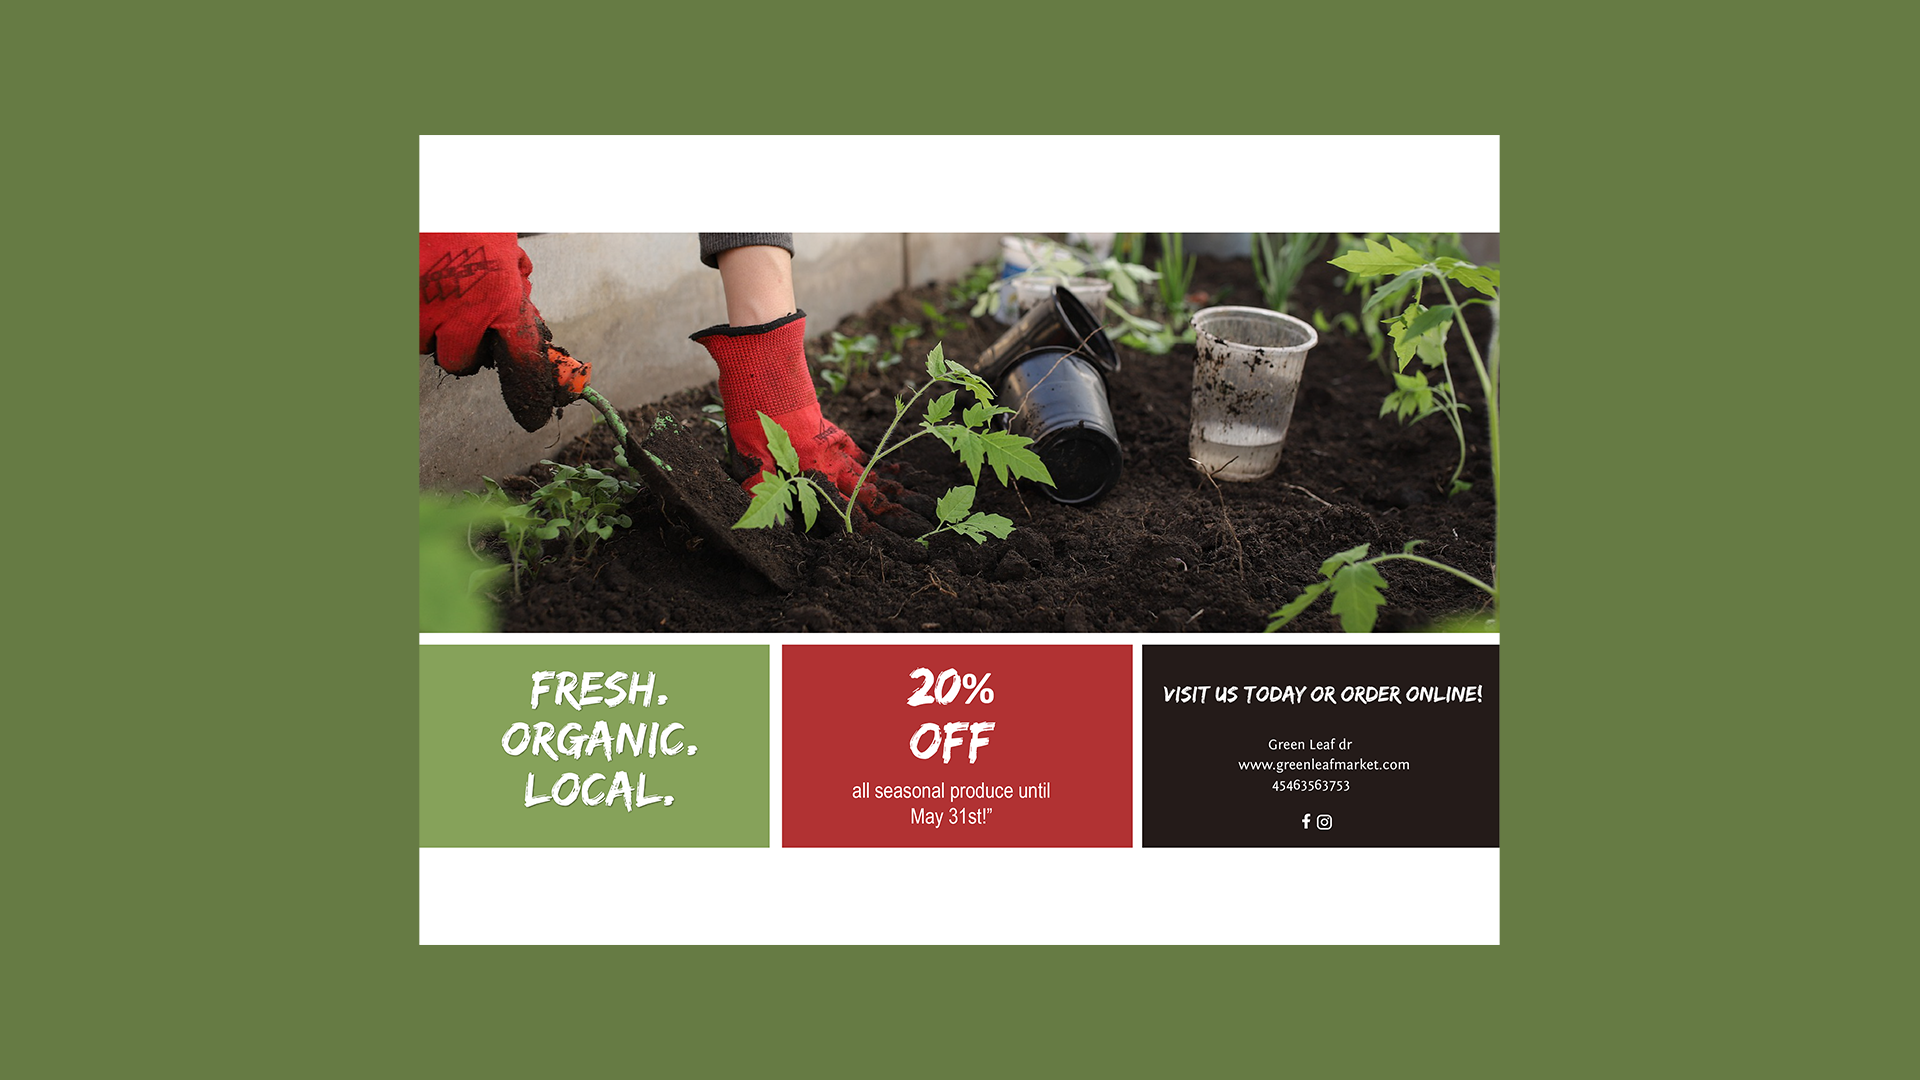 FRESH.
ORGANIC.
LOCAL.
20%
OFF
all seasonal produce until
May 31st!”
VISIT US TODAY OR ORDER ONLINE!
Green Leaf dr
www.greenleafmarket.com
45463563753